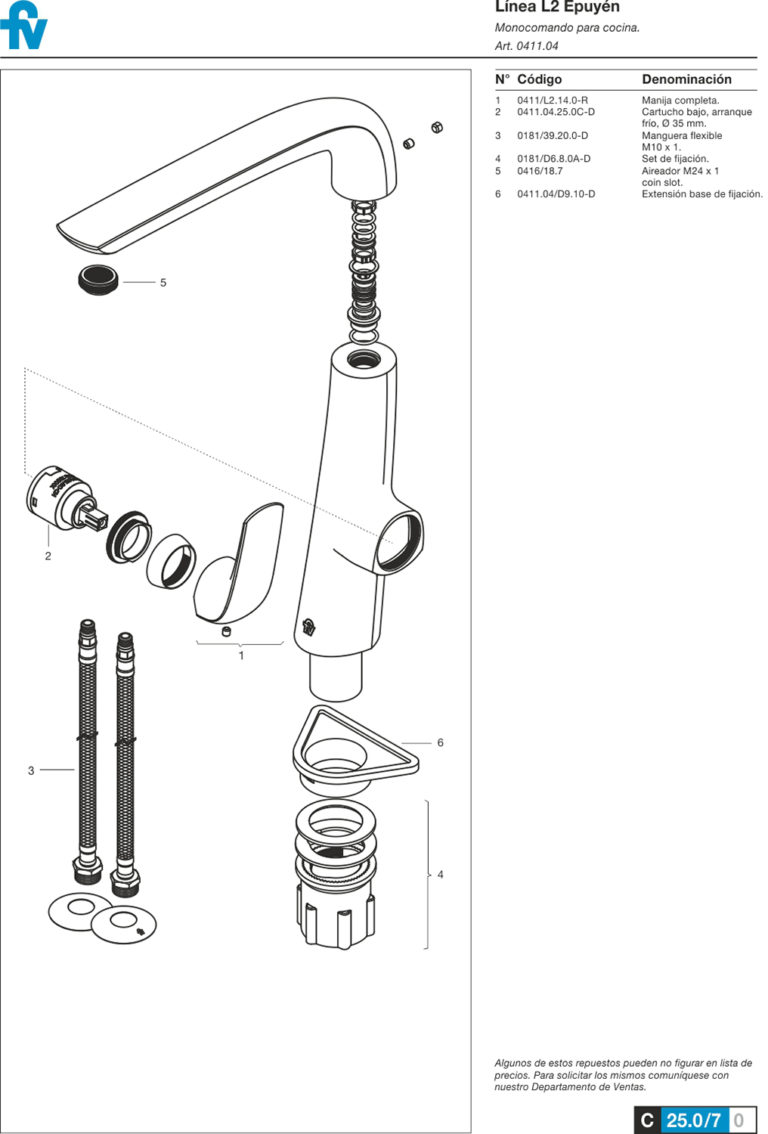 fv
Línea L2 Epuyén
Monocomando para cocina.
Art. 0411.04
N° Código Denominación
1 0411/L2.14.0-R Manija completa.
2 0411.04.25.0C-D Cartucho bajo, arranque
frío, Ø 35 mm.
3 0181/39.20.0-D Manguera flexible
M10 x 1.
4 0181/D6.8.0A-D Set de fijación.
5 0416/18.7 Aireador M24 x 1
coin slot.
6 0411.04/D9.10-D Extensión base de fijación.
5
2
1
3
6
4
fv
Algunos de estos repuestos pueden no figurar en lista de
precios. Para solicitar los mismos comuníquese con
nuestro Departamento de Ventas.
C 25.0/7 0